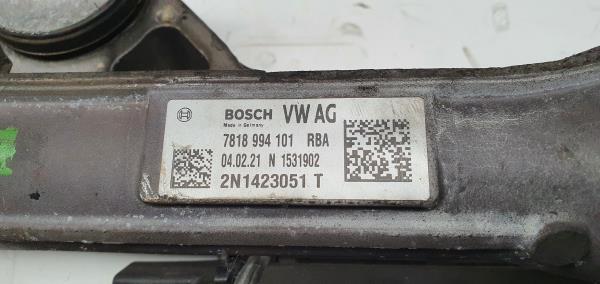 BOSCH VW AG
Made in Germany
7818 994 101 RBA
04.02.21 N 1531902
2N1423051 T